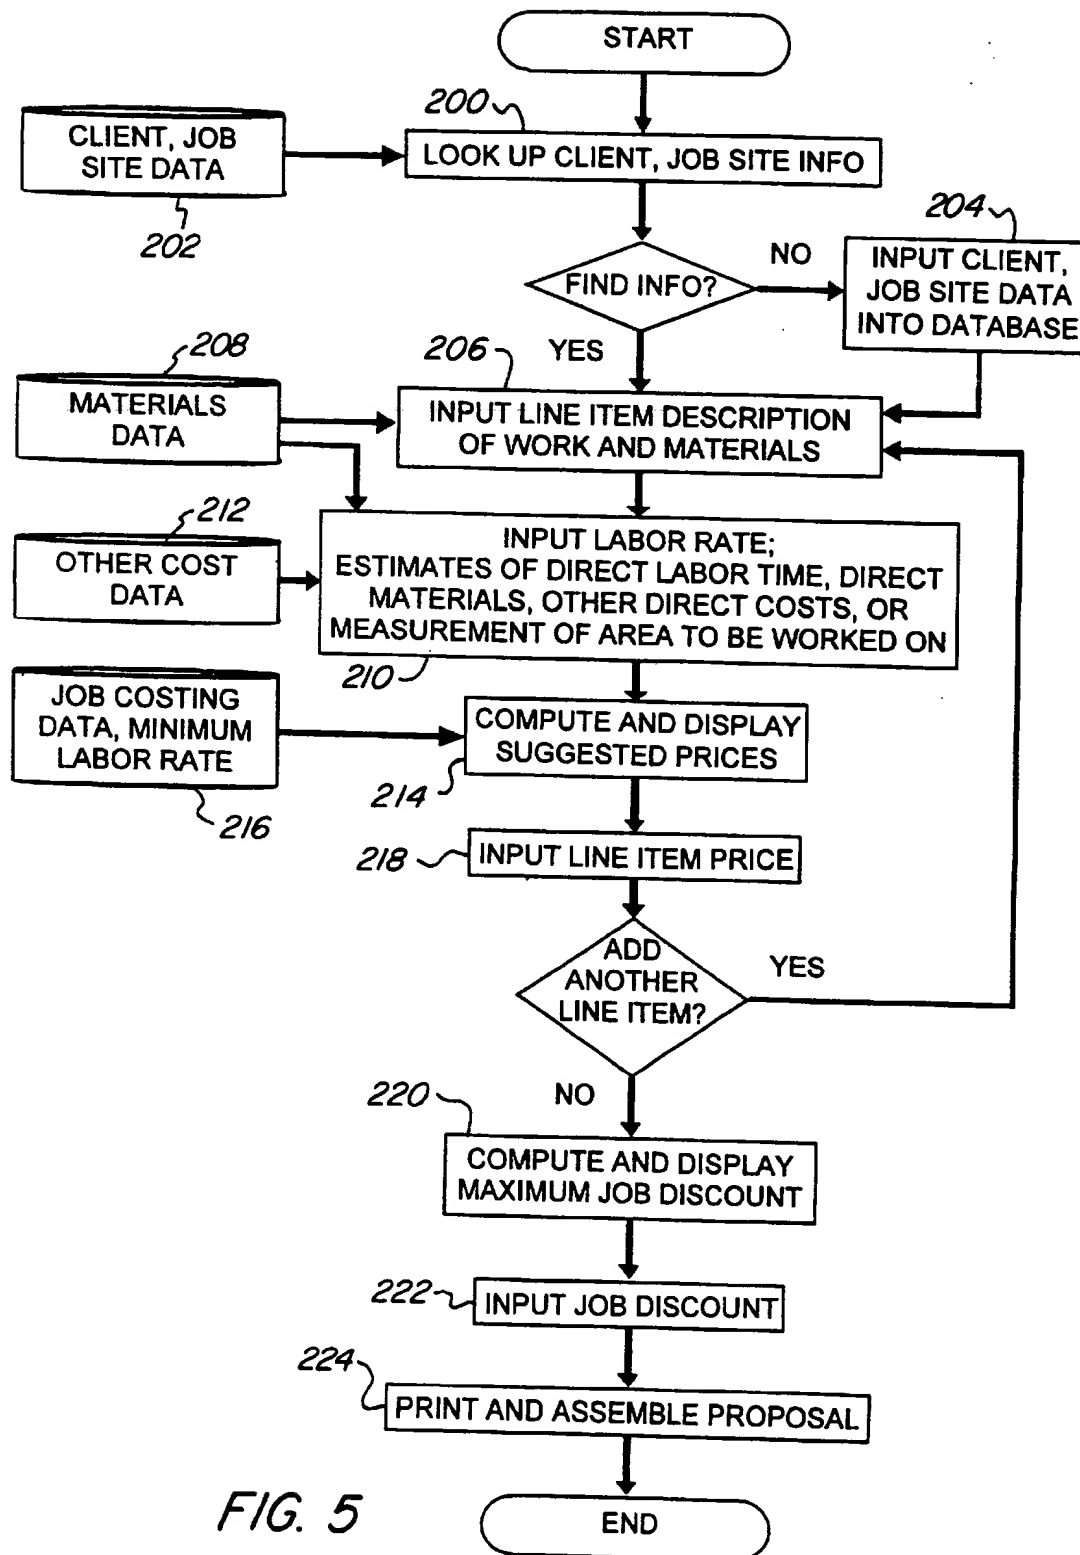 START
200
CLIENT, JOB
SITE DATA
LOOK UP CLIENT, JOB SITE INFO
202
204
FIND INFO?
NO
INPUT CLIENT,
JOB SITE DATA
INTO DATABASE
YES
206
208
MATERIALS
DATA
INPUT LINE ITEM DESCRIPTION
OF WORK AND MATERIALS
212
OTHER COST
DATA
INPUT LABOR RATE;
ESTIMATES OF DIRECT LABOR TIME, DIRECT
MATERIALS, OTHER DIRECT COSTS, OR
MEASUREMENT OF AREA TO BE WORKED ON
210
JOB COSTING
DATA, MINIMUM
LABOR RATE
COMPUTE AND DISPLAY
SUGGESTED PRICES
214
216
218
INPUT LINE ITEM PRICE
ADD
ANOTHER
LINE ITEM?
YES
NO
220
COMPUTE AND DISPLAY
MAXIMUM JOB DISCOUNT
222
INPUT JOB DISCOUNT
224
PRINT AND ASSEMBLE PROPOSAL
FIG. 5
END